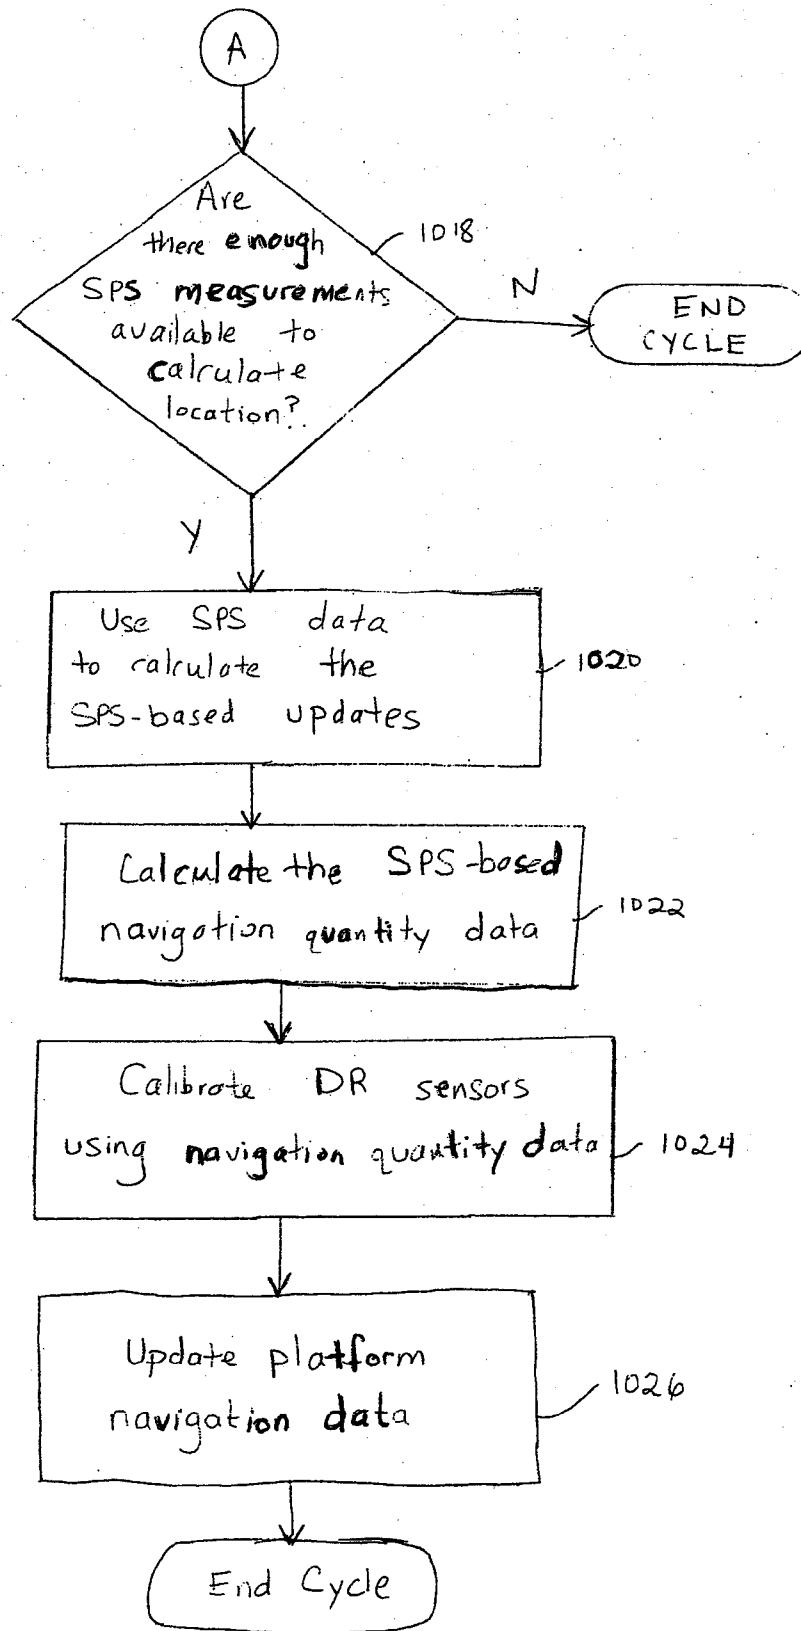 A
Are
there enough
SPS measurements
available to
calculate
location?
1018
N
END
CYCLE
Y
Use SPS data
to calculate the
SPS-based updates
1020
Calculate the SPS-based
navigation quantity data
1022
Calibrate DR sensors
using navigation quantity data
1024
Update platform
navigation data
1026
End Cycle